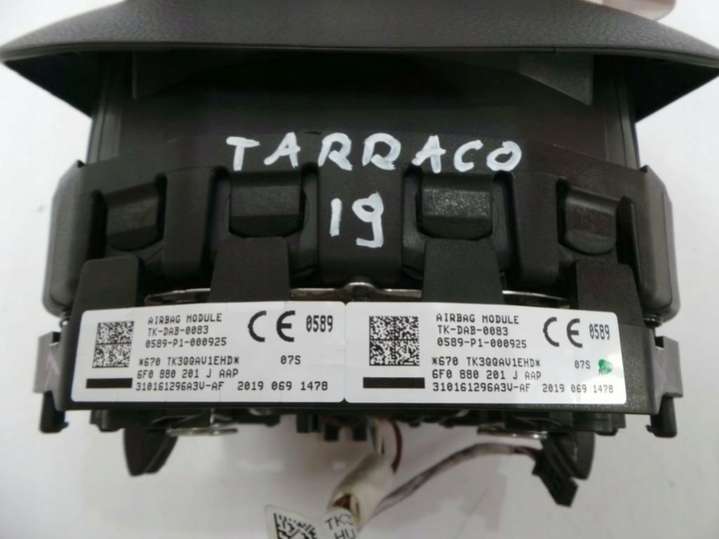 TARRACO
19
AIRBAG MODULE
TK-DAB-0083
0589-P1-000925
CE 0589
*670 TK3QQAV1EHD* 07S
6F0 880 201 J AAP
310161296A3V-AF 2019 069 1478
AIRBAG MODULE
TK-DAB-0083
0589-P1-000925
CE 0589
*670 TK3QQAV1EHD* 07S
6F0 880 201 J AAP
310161296A3V-AF 2019 069 1478